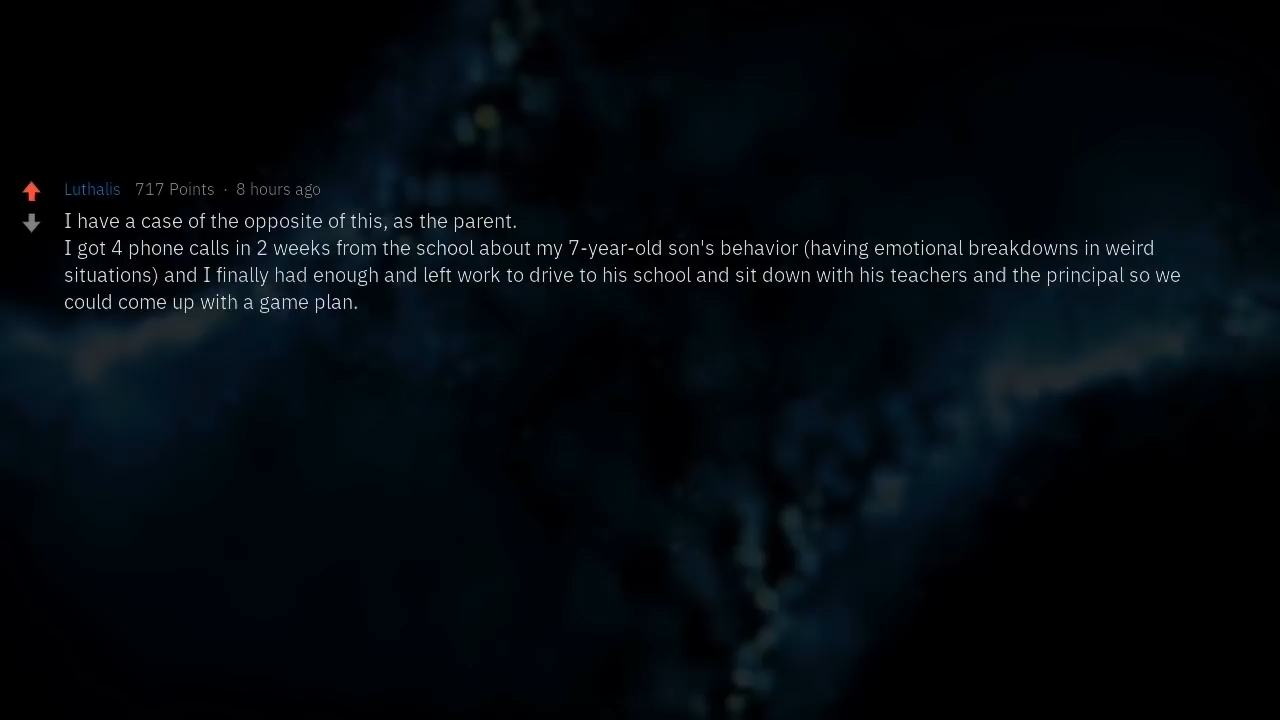 Luthalis 717 Points · 8 hours ago
I have a case of the opposite of this, as the parent.
I got 4 phone calls in 2 weeks from the school about my 7-year-old son's behavior (having emotional breakdowns in weird
situations) and I finally had enough and left work to drive to his school and sit down with his teachers and the principal so we
could come up with a game plan.